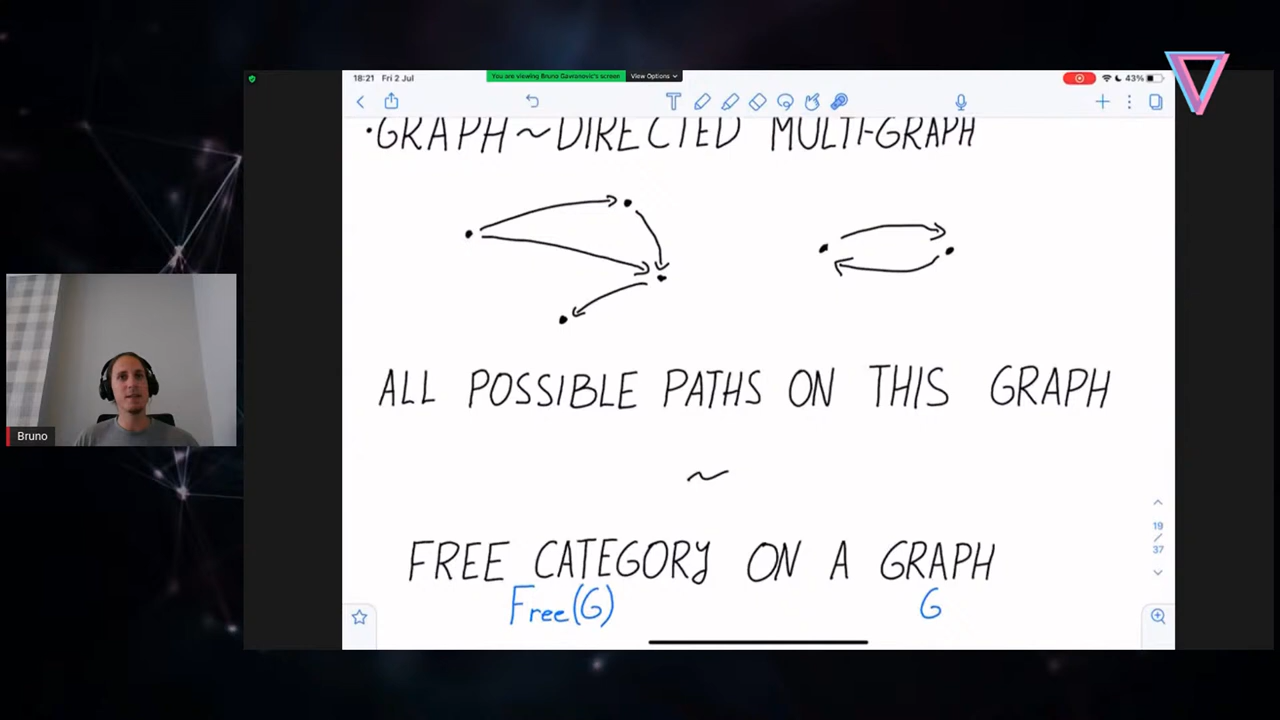 18:21 Fri 2 Jul
You are viewing Bruno Gavranovic's screen View Options
43%
•GRAPH~DIRECTED MULTI-GRAPH
ALL POSSIBLE PATHS ON THIS GRAPH
~
FREE CATEGORY ON A GRAPH
Free(G) G
19
/
37
Bruno